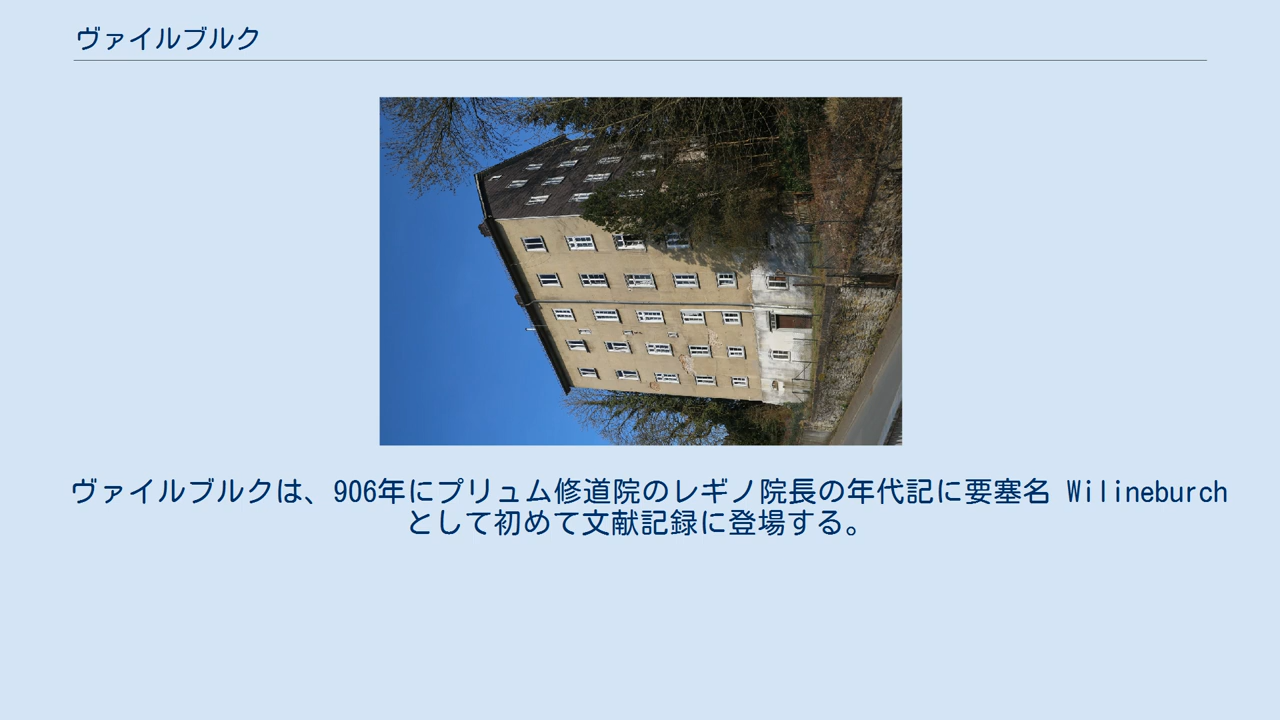 ヴァイルブルク
ヴァイルブルクは、906年にプリュム修道院のレギノ院長の年代記に要塞名 Wilineburch
として初めて文献記録に登場する。